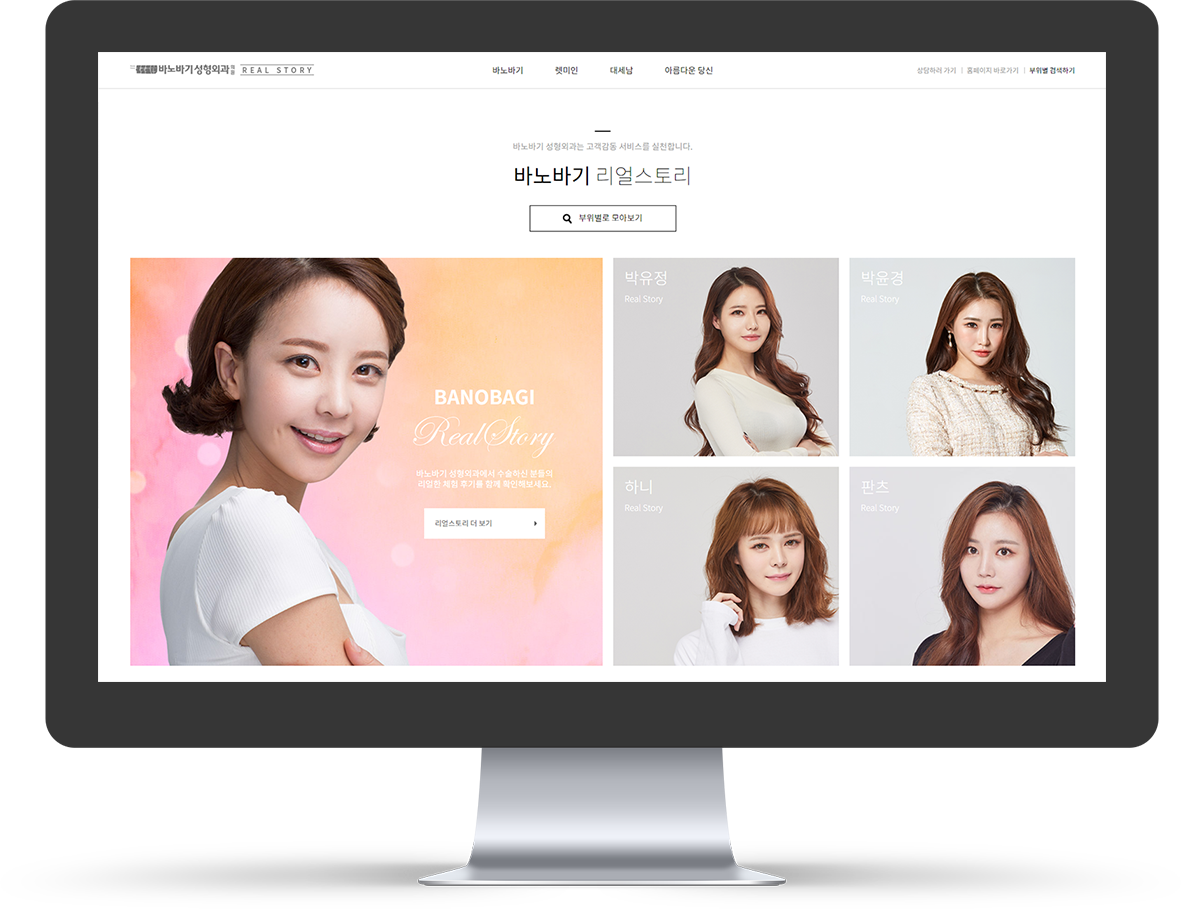 바노바기 성형외과 의원 REAL STORY
바노바기 렛미인 대세남 아름다운 당신
상담하러 가기 | 홈페이지 바로가기 | 부위별 검색하기
바노바기 성형외과는 고객감동 서비스를 실천합니다.
바노바기 리얼스토리
부위별로 모아보기
BANOBAGI
Real Story
바노바기 성형외과에서 수술하신 분들의
리얼한 체험 후기를 함께 확인해보세요.
리얼스토리 더 보기
박유정
Real Story
박윤경
Real Story
하니
Real Story
판츠
Real Story